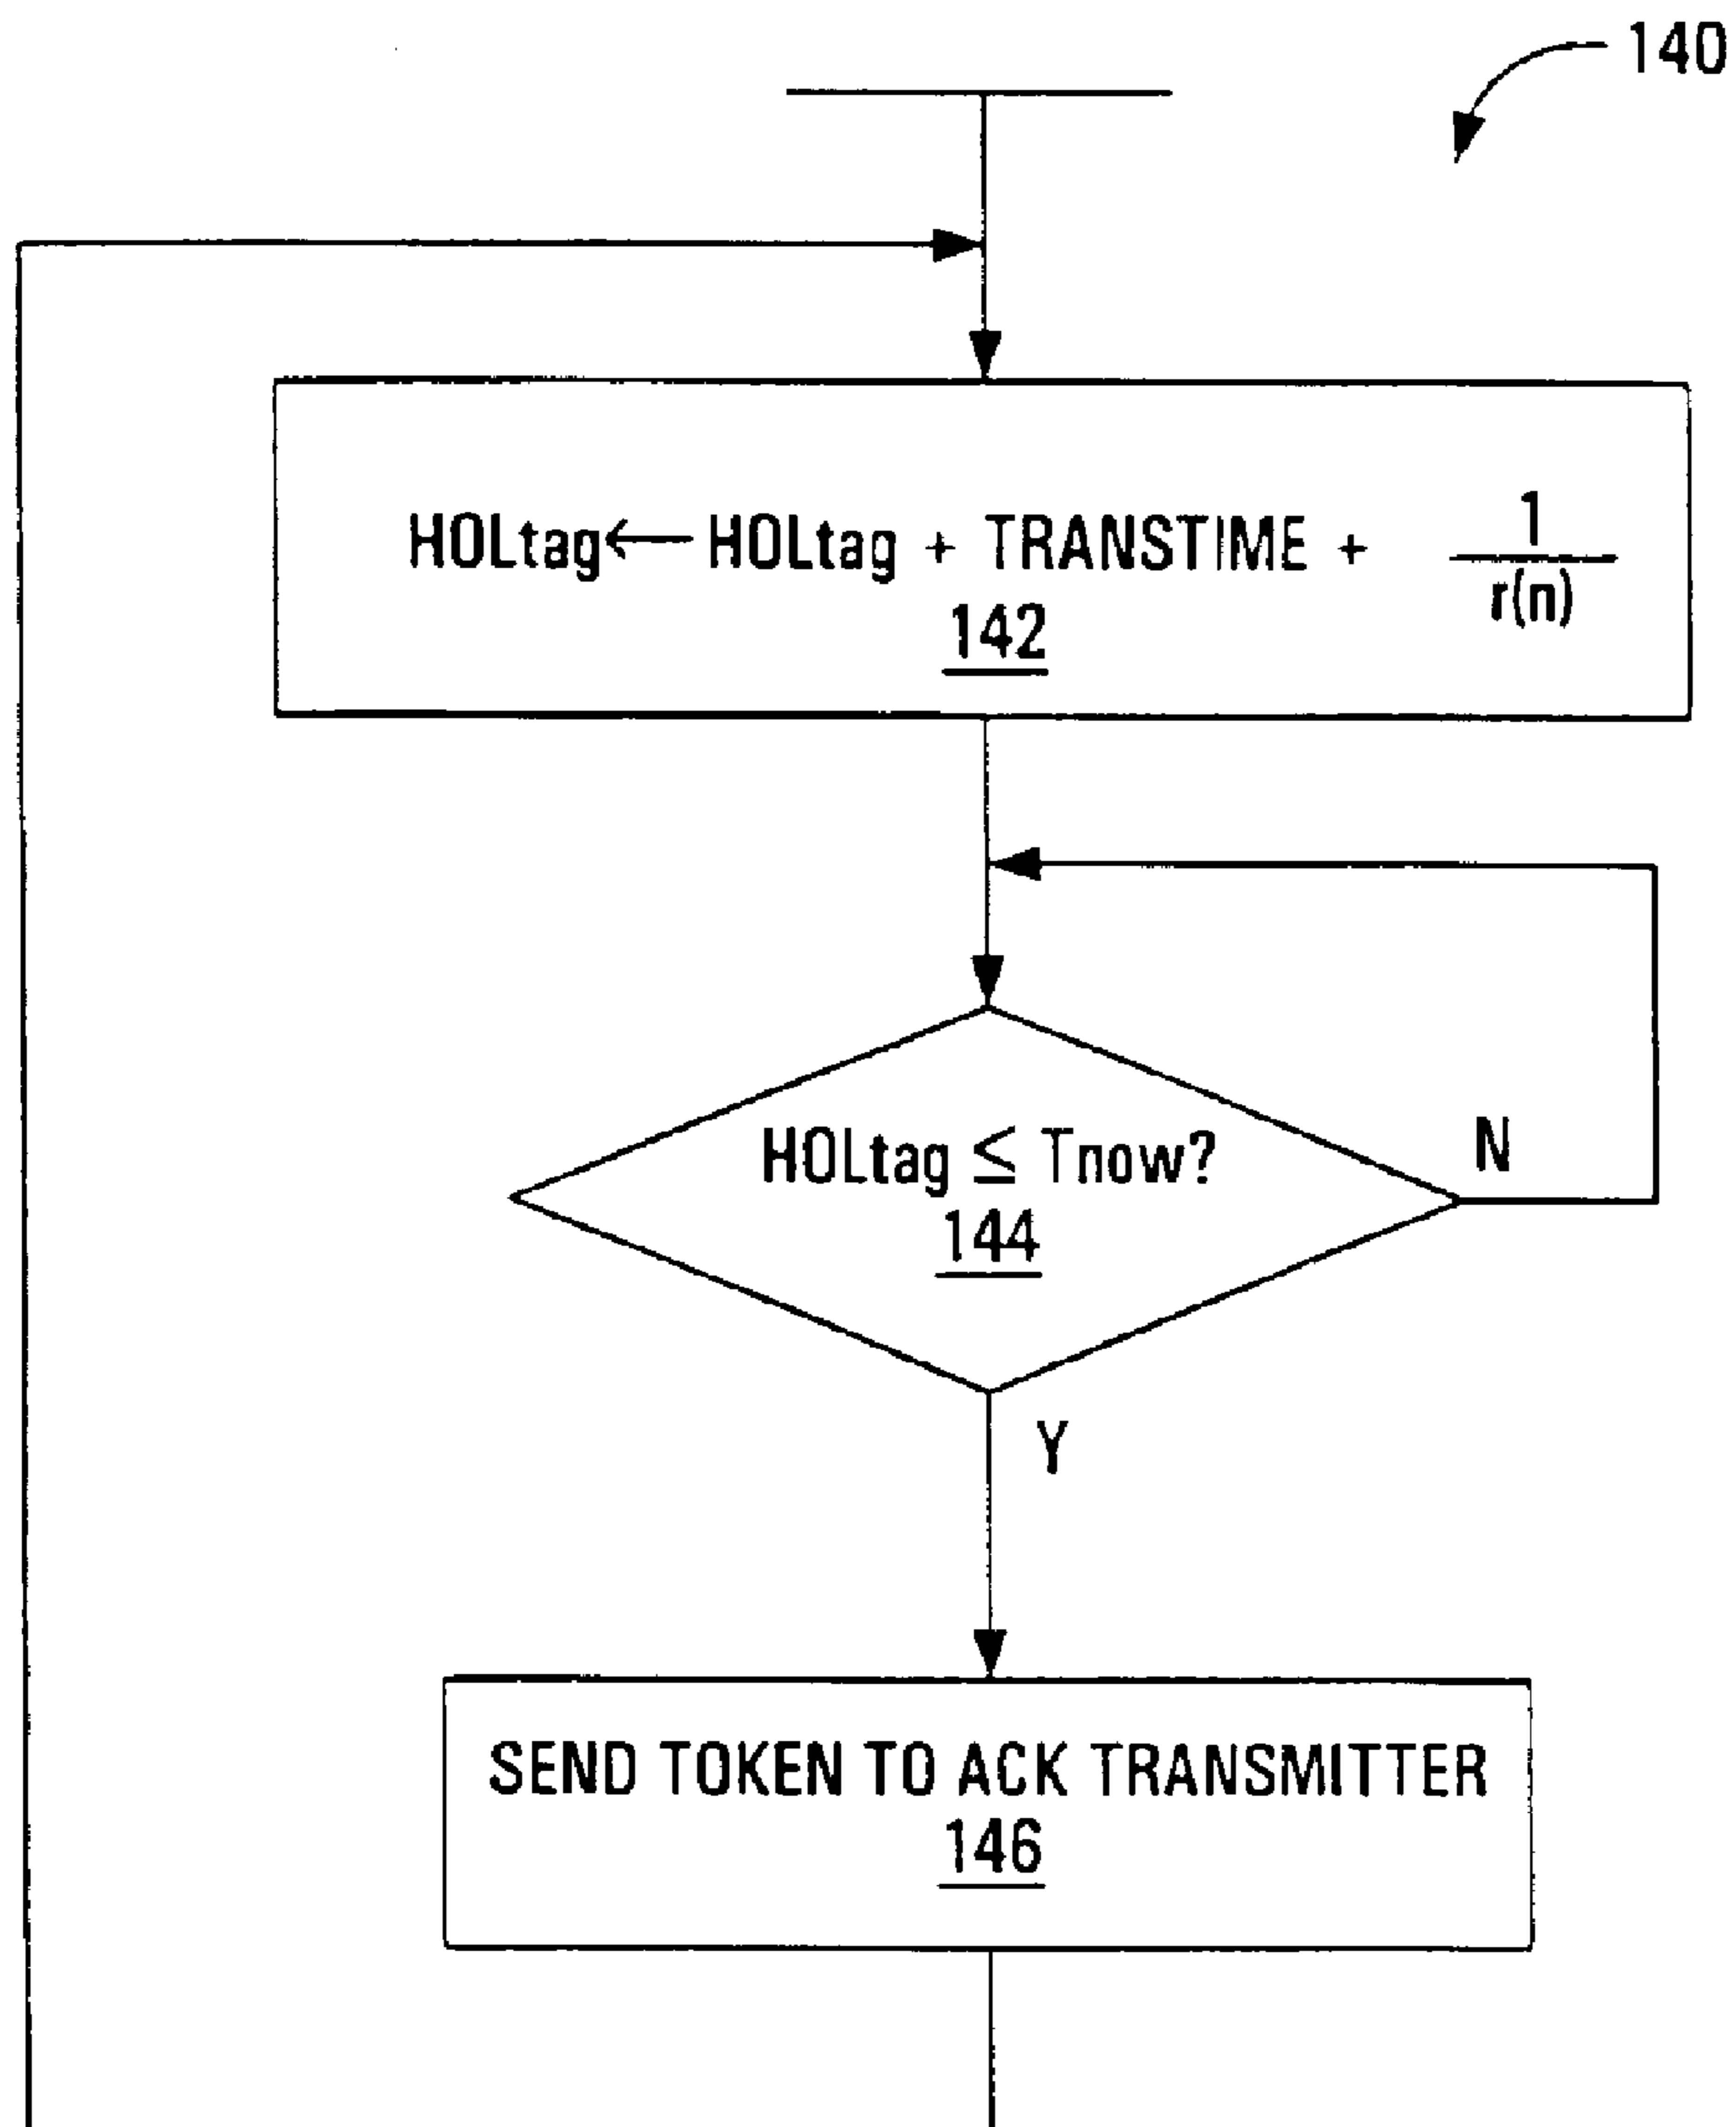 140
HOLtag ← HOLtag + TRANSTIME + 1
r(n)
142
HOLtag ≤ Tnow?
144
N
Y
SEND TOKEN TO ACK TRANSMITTER
146